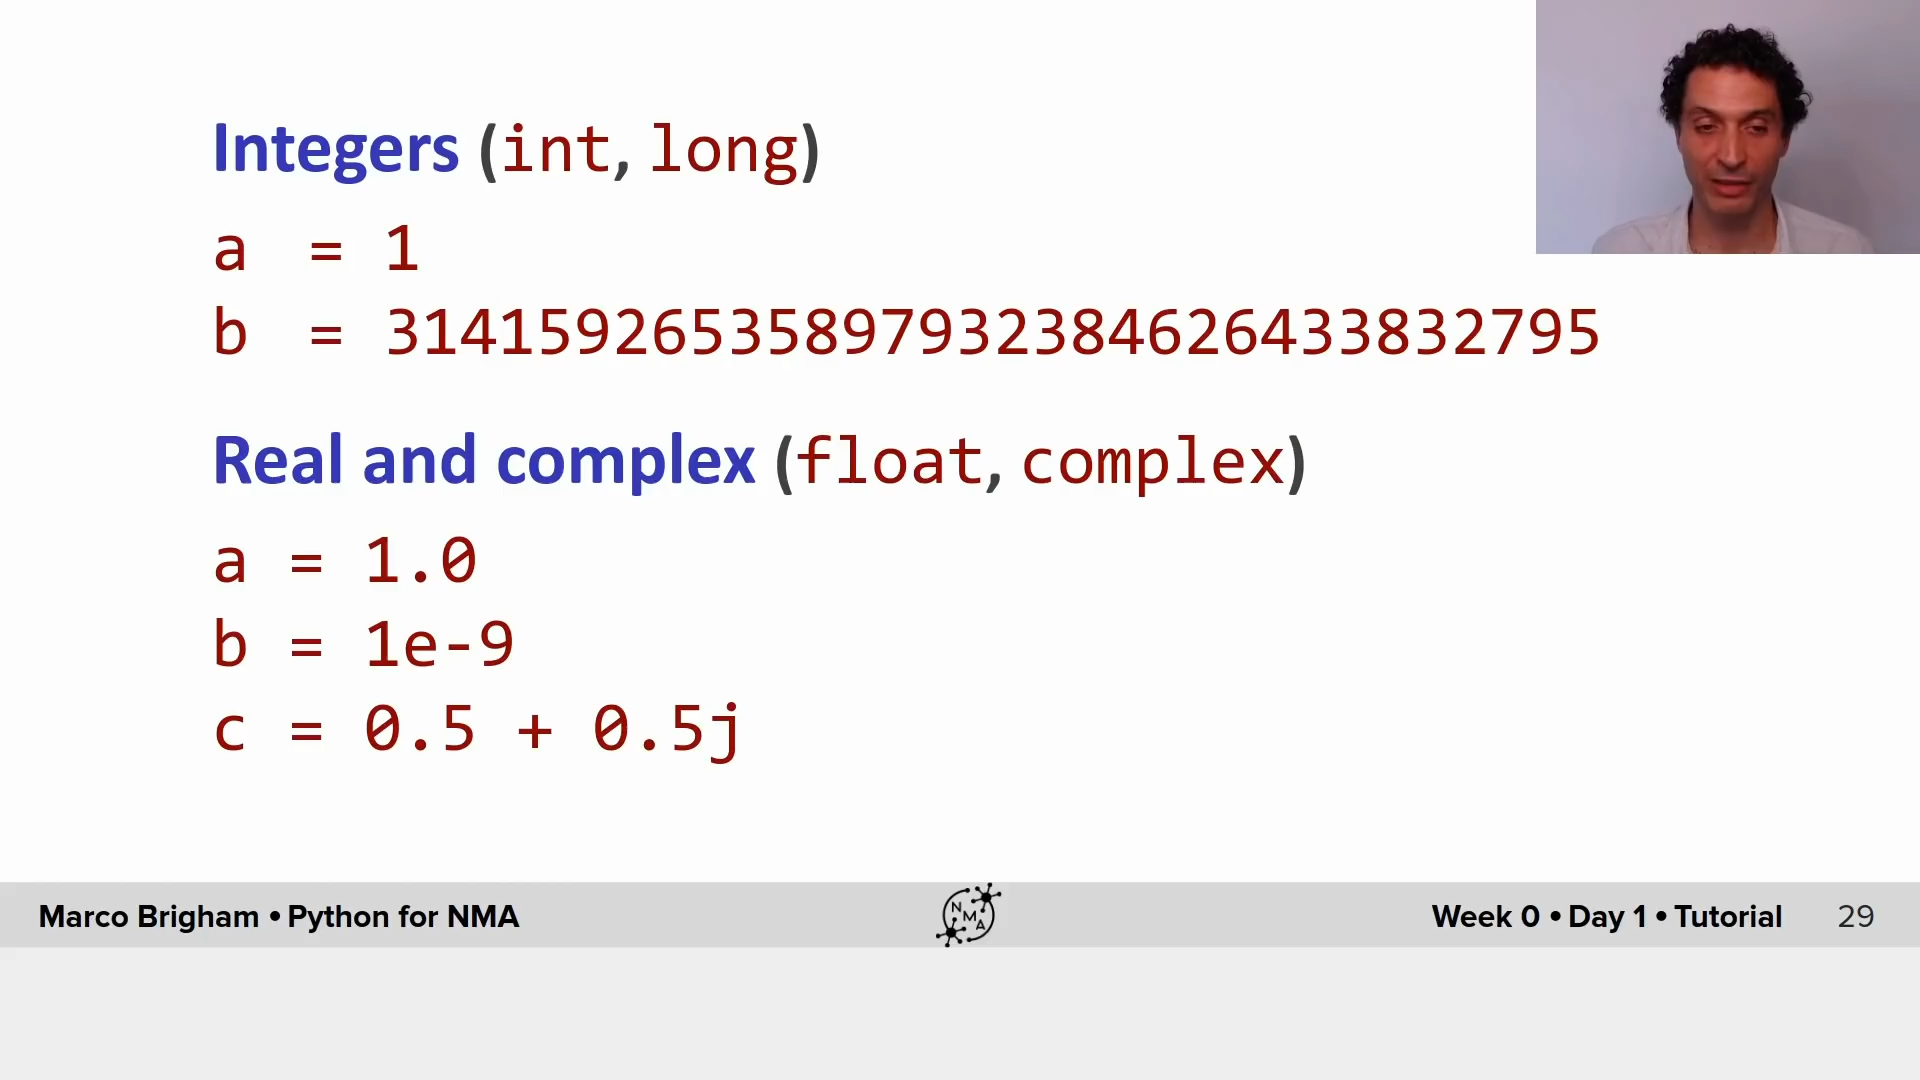 Integers (int, long)
a = 1
b = 31415926535897932384626433832795
Real and complex (float, complex)
a = 1.0
b = 1e-9
c = 0.5 + 0.5j
Marco Brigham • Python for NMA
N
M
A
Week 0 • Day 1 • Tutorial 29